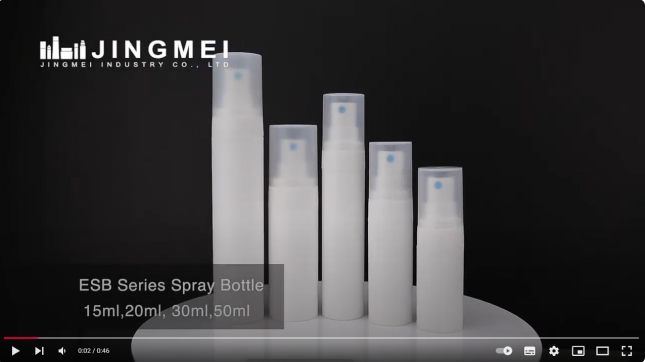 JINGMEI
JINGMEI INDUSTRY CO., LTD
ESB Series Spray Bottle
15ml,20ml, 30ml,50ml
0:02 / 0:46